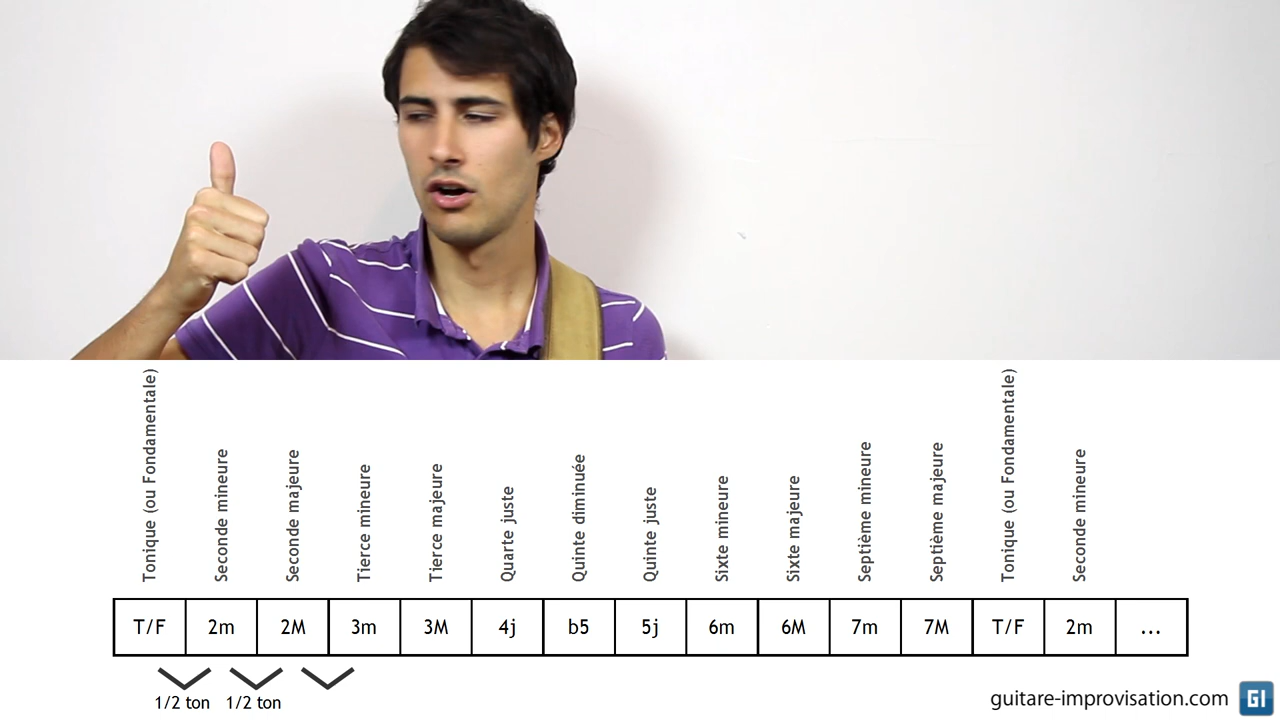 Tonique (ou Fondamentale)
Seconde mineure
Seconde majeure
Tierce mineure
Tierce majeure
Quarte juste
Quinte diminuée
Quinte juste
Sixte mineure
Sixte majeure
Septième mineure
Septième majeure
Tonique (ou Fondamentale)
Seconde mineure
T/F 2m 2M 3m 3M 4j b5 5j 6m 6M 7m 7M T/F 2m ...
1/2 ton 1/2 ton
guitare-improvisation.com GI